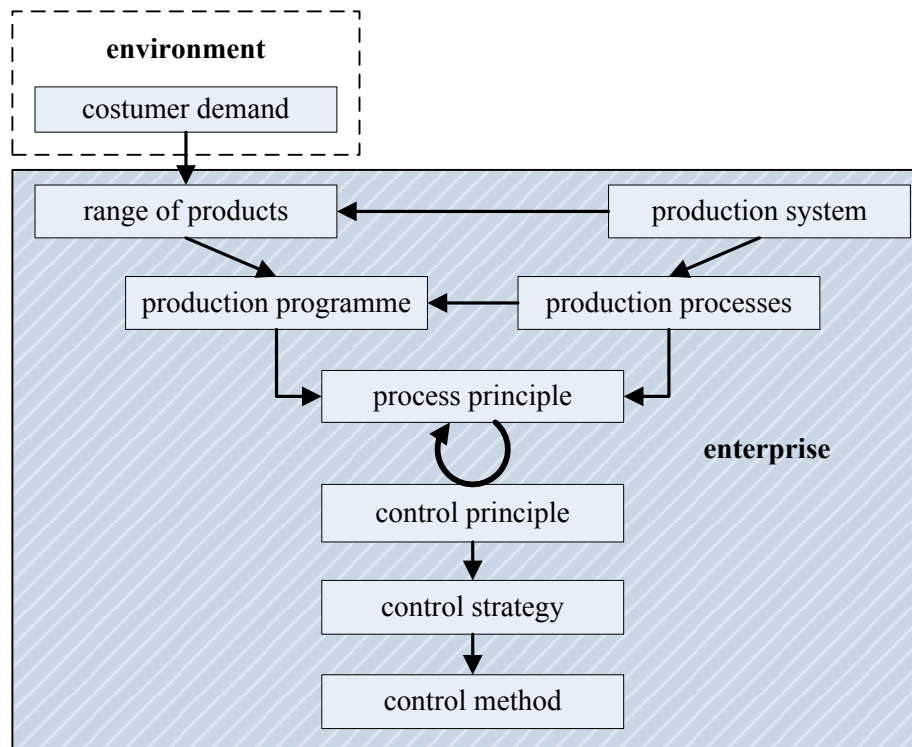 environment
costumer demand
range of products
production system
production programme
production processes
process principle
enterprise
control principle
control strategy
control method